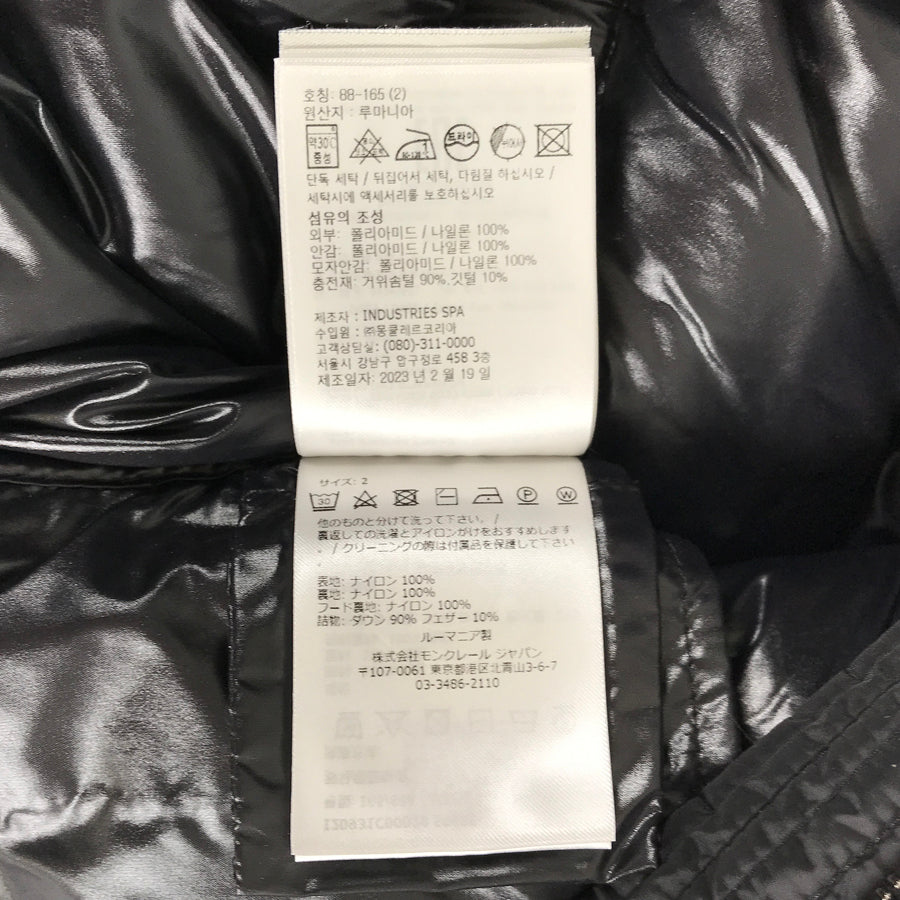 호칭: 88-165 (2)
원산지 : 루마니아
약30℃
중성
80-120
드라이
단독 세탁 / 뒤집어서 세탁, 다림질 하십시오 /
세탁시에 액세서리를 보호하십시오
섬유의 조성
외부: 폴리아미드 / 나일론 100%
안감: 폴리아미드 / 나일론 100%
모자안감: 폴리아미드 / 나일론 100%
충전재: 거위솜털 90%.깃털 10%
제조자 : INDUSTRIES SPA
수입원 : ㈜몽클레르코리아
고객상담실: (080)-311-0000
서울시 강남구 압구정로 458 3층
제조일자: 2023 년 2 월 19 일
サイズ: 2
30
P
W
他のものと分けて洗って下さい。/
裏返しての洗濯とアイロンがけをおすすめします
。/ クリーニングの際は付属品を保護して下さい
。
表地: ナイロン 100%
裏地: ナイロン 100%
フード裏地: ナイロン 100%
詰物: ダウン 90% フェザー 10%
ルーマニア製
株式会社モンクレール ジャパン
〒107-0061 東京都港区北青山3-6-7
03-3486-2110